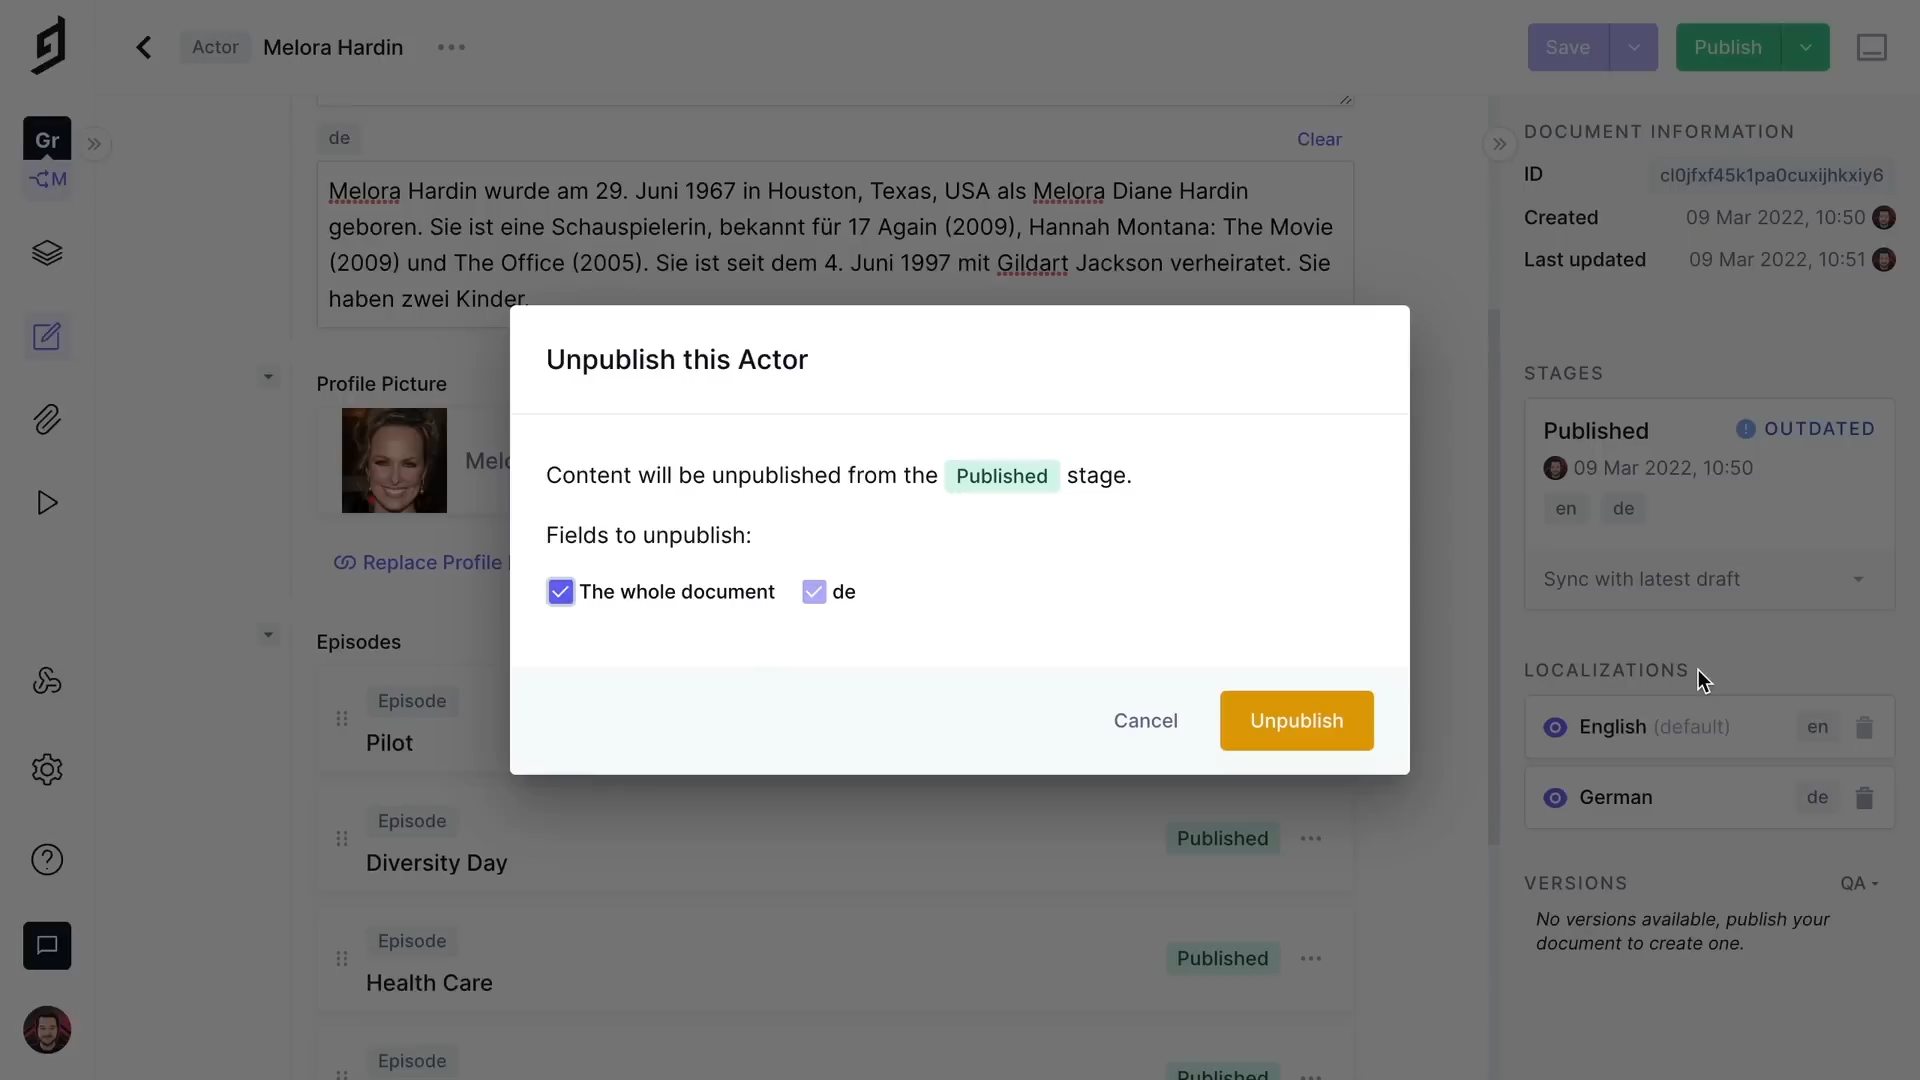 Actor Melora Hardin
Save
Publish
Gr
M
de
Clear
Melora Hardin wurde am 29. Juni 1967 in Houston, Texas, USA als Melora Diane Hardin
geboren. Sie ist eine Schauspielerin, bekannt für 17 Again (2009), Hannah Montana: The Movie
(2009) und The Office (2005). Sie ist seit dem 4. Juni 1997 mit Gildart Jackson verheiratet. Sie
haben zwei Kinder.
Profile Picture
Melo
Replace Profile
Episodes
Episode
Pilot
Episode
Diversity Day
Published
Episode
Health Care
Published
Episode
Published
Unpublish this Actor
Content will be unpublished from the Published stage.
Fields to unpublish:
The whole document de
Cancel
Unpublish
DOCUMENT INFORMATION
ID cl0jfxf45k1pa0cuxijhkxiy6
Created 09 Mar 2022, 10:50
Last updated 09 Mar 2022, 10:51
STAGES
Published OUTDATED
09 Mar 2022, 10:50
en de
Sync with latest draft
LOCALIZATIONS
English (default) en
German de
VERSIONS QA
No versions available, publish your
document to create one.